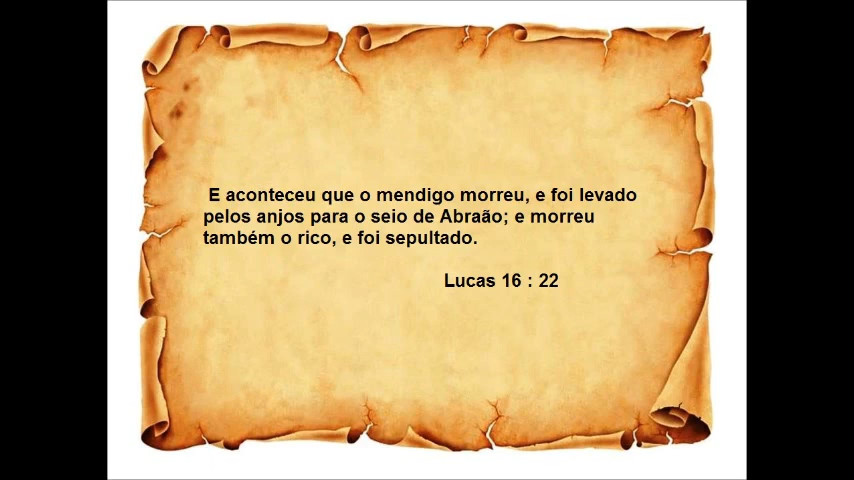 E aconteceu que o mendigo morreu, e foi levado
pelos anjos para o seio de Abraão; e morreu
também o rico, e foi sepultado.
Lucas 16 : 22